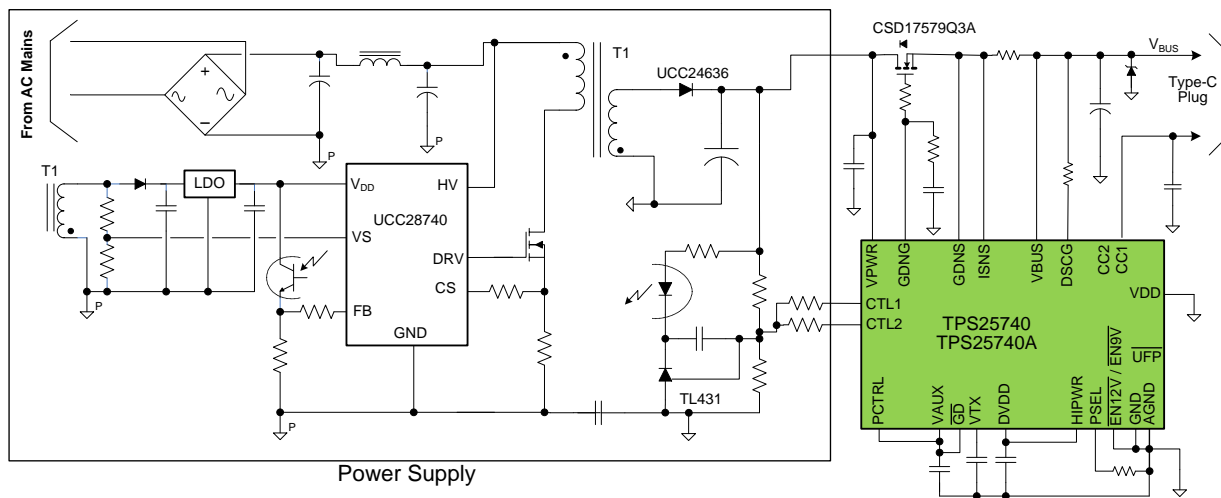 From AC Mains
P
P
T1
UCC24636
CSD17579Q3A
VBUS
Type-C
Plug
T1
LDO
P
VDD
HV
UCC28740
VS
DRV
CS
FB
GND
P
TL431
VPWR
GDNG
GDNS
ISNS
VBUS
DSCG
CC2
CC1
VDD
CTL1
CTL2
TPS25740
TPS25740A
UFP
PCTRL
VAUX
GD
VTX
DVDD
HIPWR
PSEL
EN12V / EN9V
GND
AGND
Power Supply